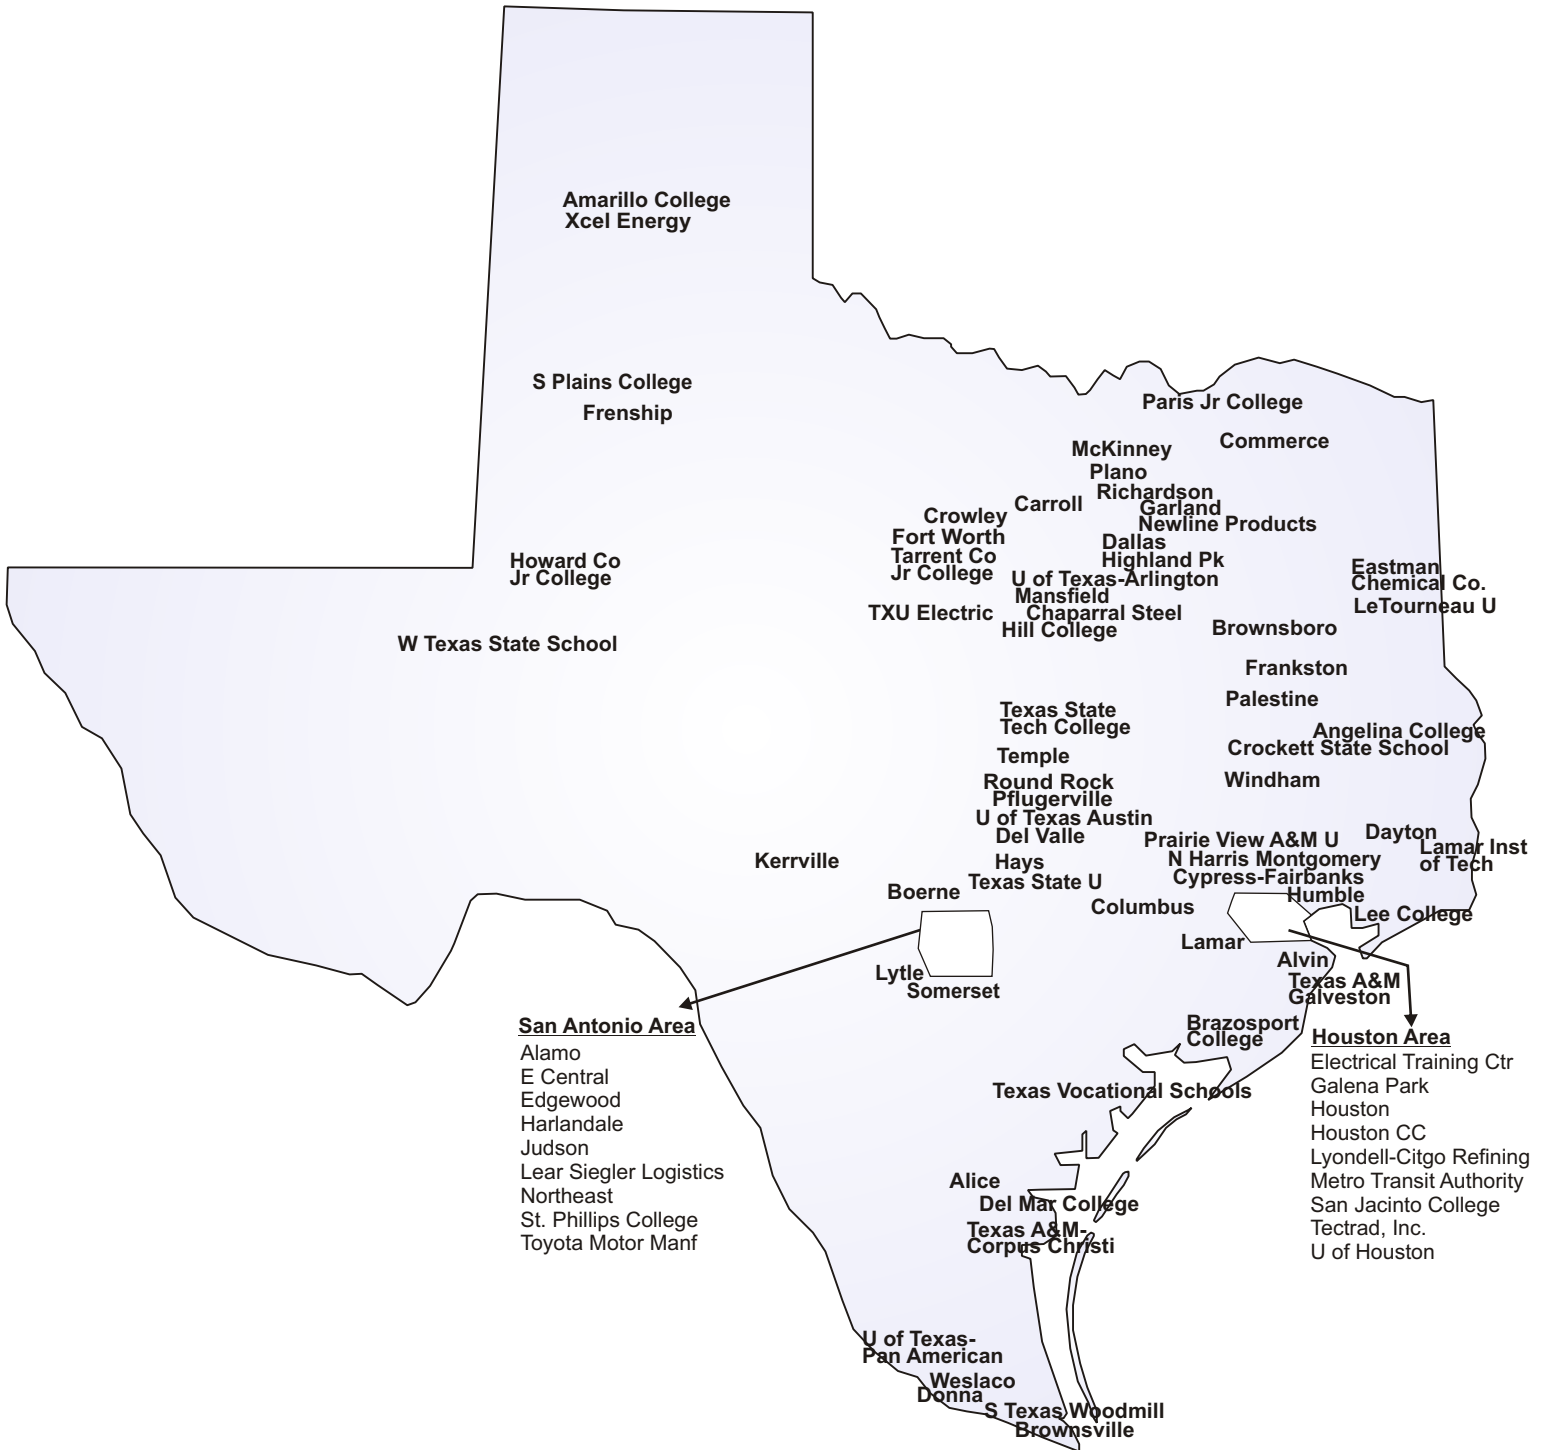 Amarillo College
Xcel Energy
S Plains College
Frenship
Paris Jr College
Commerce
McKinney
Plano
Richardson
Carroll
Garland
Crowley
Newline Products
Fort Worth
Dallas
Tarrent Co
Jr College
Highland Pk
Howard Co
Jr College
U of Texas-Arlington
Eastman
Chemical Co.
Mansfield
LeTourneau U
TXU Electric
Chaparral Steel
Hill College
Brownsboro
W Texas State School
Frankston
Palestine
Texas State
Tech College
Angelina College
Crockett State School
Temple
Round Rock
Windham
Pflugerville
U of Texas Austin
Del Valle
Prairie View A&M U
Dayton
Lamar Inst
of Tech
Kerrville
Hays
N Harris Montgomery
Texas State U
Cypress-Fairbanks
Boerne
Humble
Columbus
Lee College
Lamar
Alvin
Lytle
Somerset
Texas A&M
Galveston
Brazosport
College
San Antonio Area
Alamo
E Central
Edgewood
Harlandale
Judson
Lear Siegler Logistics
Northeast
St. Phillips College
Toyota Motor Manf
Houston Area
Electrical Training Ctr
Galena Park
Houston
Houston CC
Lyondell-Citgo Refining
Metro Transit Authority
San Jacinto College
Tectrad, Inc.
U of Houston
Texas Vocational Schools
Alice
Del Mar College
Texas A&M-
Corpus Christi
U of Texas-
Pan American
Weslaco
Donna
S Texas Woodmill
Brownsville